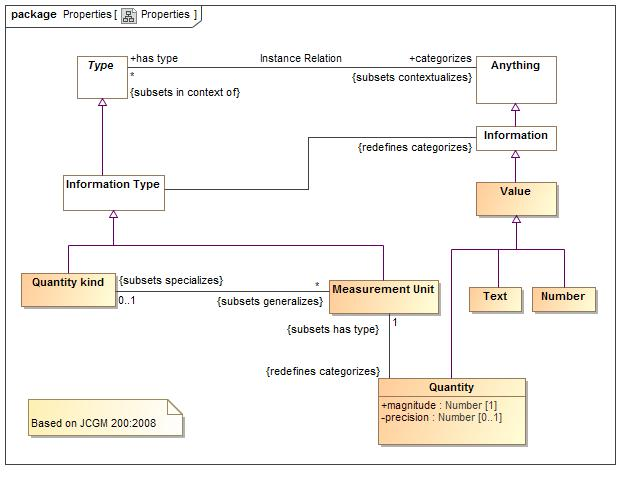 package Properties [ Properties ]
+has type
Instance Relation
+categorizes
Type
Anything
*
{subsets contextualizes}
{subsets in context of}
Information
{redefines categorizes}
Information Type
Value
Quantity kind
{subsets specializes}
*
Measurement Unit
0..1
{subsets generalizes}
Text
Number
{subsets has type}
1
{redefines categorizes}
Quantity
+magnitude : Number [1]
-precision : Number [0..1]
Based on JCGM 200:2008